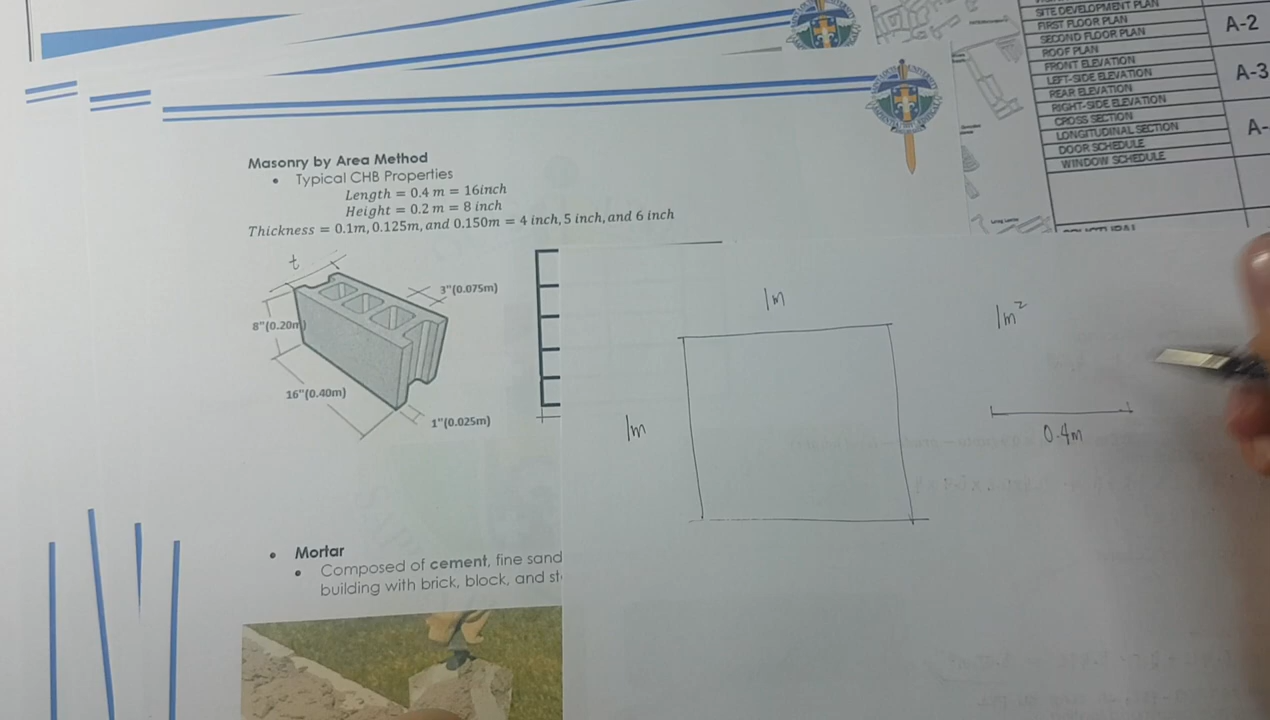 SITE DEVELOPMENT PLAN
FIRST FLOOR PLAN
SECOND FLOOR PLAN
ROOF PLAN
FRONT ELEVATION
LEFT-SIDE ELEVATION
REAR ELEVATION
RIGHT-SIDE ELEVATION
CROSS SECTION
LONGITUDINAL SECTION
DOOR SCHEDULE
WINDOW SCHEDULE
A-2
A-3
A-
Masonry by Area Method
• Typical CHB Properties
Length = 0.4 m = 16inch
Height = 0.2 m = 8 inch
Thickness = 0.1m, 0.125m, and 0.150m = 4 inch, 5 inch, and 6 inch
t
3"(0.075m)
8"(0.20m)
16"(0.40m)
1"(0.025m)
1m
1m
1m²
0.4m
• Mortar
• Composed of cement, fine sand
building with brick, block, and st